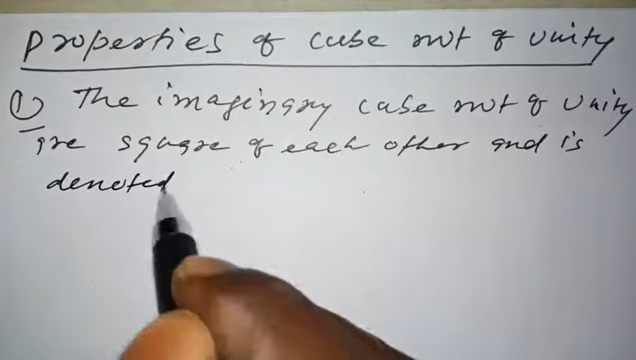 Properties of cube root of unity
① The imaginary cube root of unity
are square of each other and is
denoted